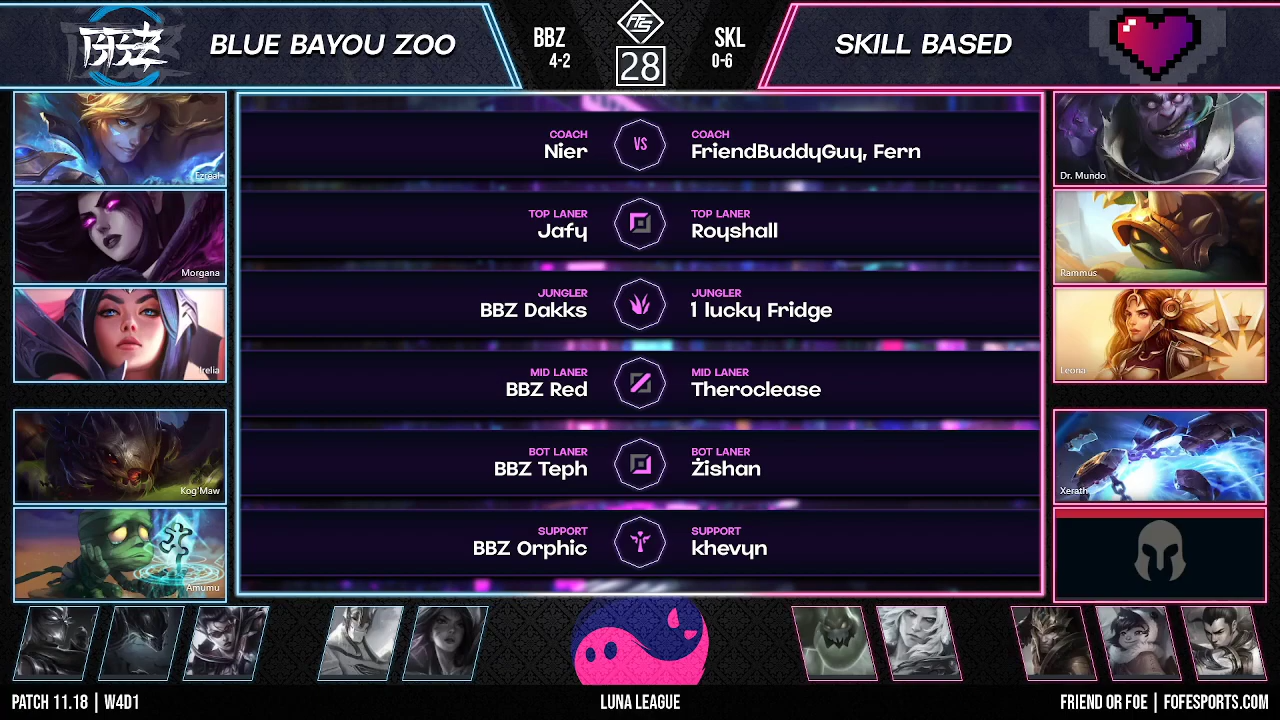 BLUE BAYOU ZOO
BBZ
4-2
FFS
28
SKL
0-6
SKILL BASED
COACH
Nier
VS
COACH
FriendBuddyGuy, Fern
TOP LANER
Jafy
TOP LANER
Royshall
JUNGLER
BBZ Dakks
JUNGLER
1 lucky Fridge
MID LANER
BBZ Red
MID LANER
Theroclease
BOT LANER
BBZ Teph
BOT LANER
Żishan
SUPPORT
BBZ Orphic
SUPPORT
khevyn
Ezreal
Morgana
Irelia
Kog'Maw
Amumu
Dr. Mundo
Rammus
Leona
Xerath
PATCH 11.18 | W4D1
LUNA LEAGUE
FRIEND OR FOE | FOFESPORTS.COM